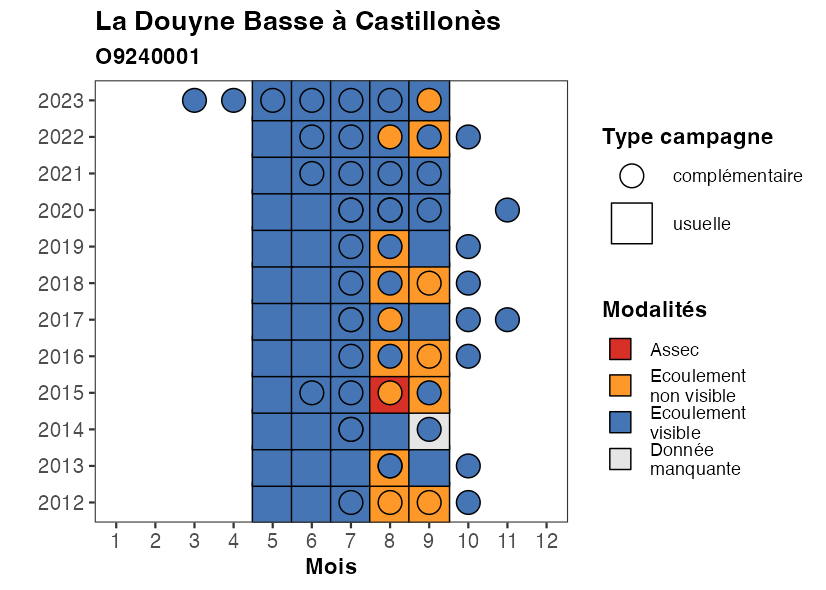 La Douyne Basse à Castillonès
O9240001
2023
2022
2021
2020
2019
2018
2017
2016
2015
2014
2013
2012
1 2 3 4 5 6 7 8 9 10 11 12
Mois
Type campagne
complémentaire
usuelle
Modalités
Assec
Ecoulement
non visible
Ecoulement
visible
Donnée
manquante